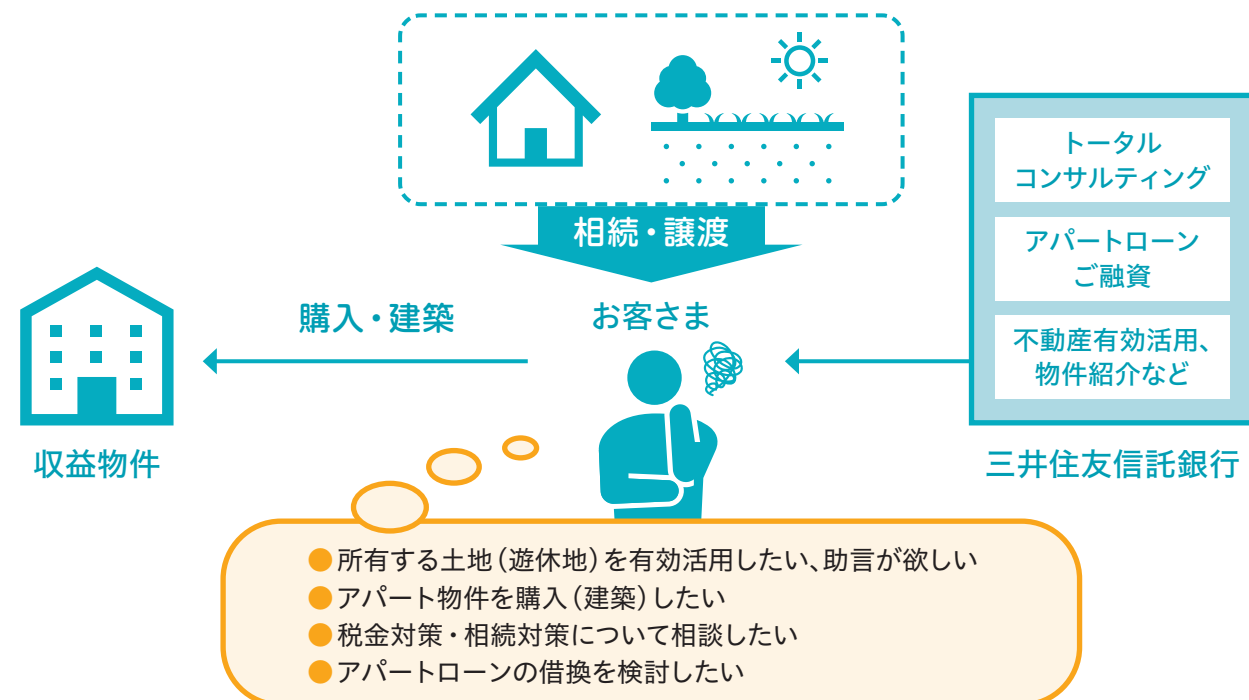 相続・譲渡
お客さま
購入・建築
収益物件
トータル
コンサルティング
アパートローン
ご融資
不動産有効活用、
物件紹介など
三井住友信託銀行
●所有する土地（遊休地）を有効活用したい、助言が欲しい
●アパート物件を購入（建築）したい
●税金対策・相続対策について相談したい
●アパートローンの借換を検討したい